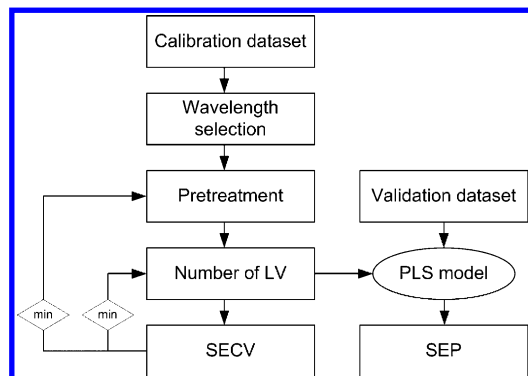 Calibration dataset
Wavelength
selection
Pretreatment
Validation dataset
Number of LV
PLS model
min
min
SECV
SEP